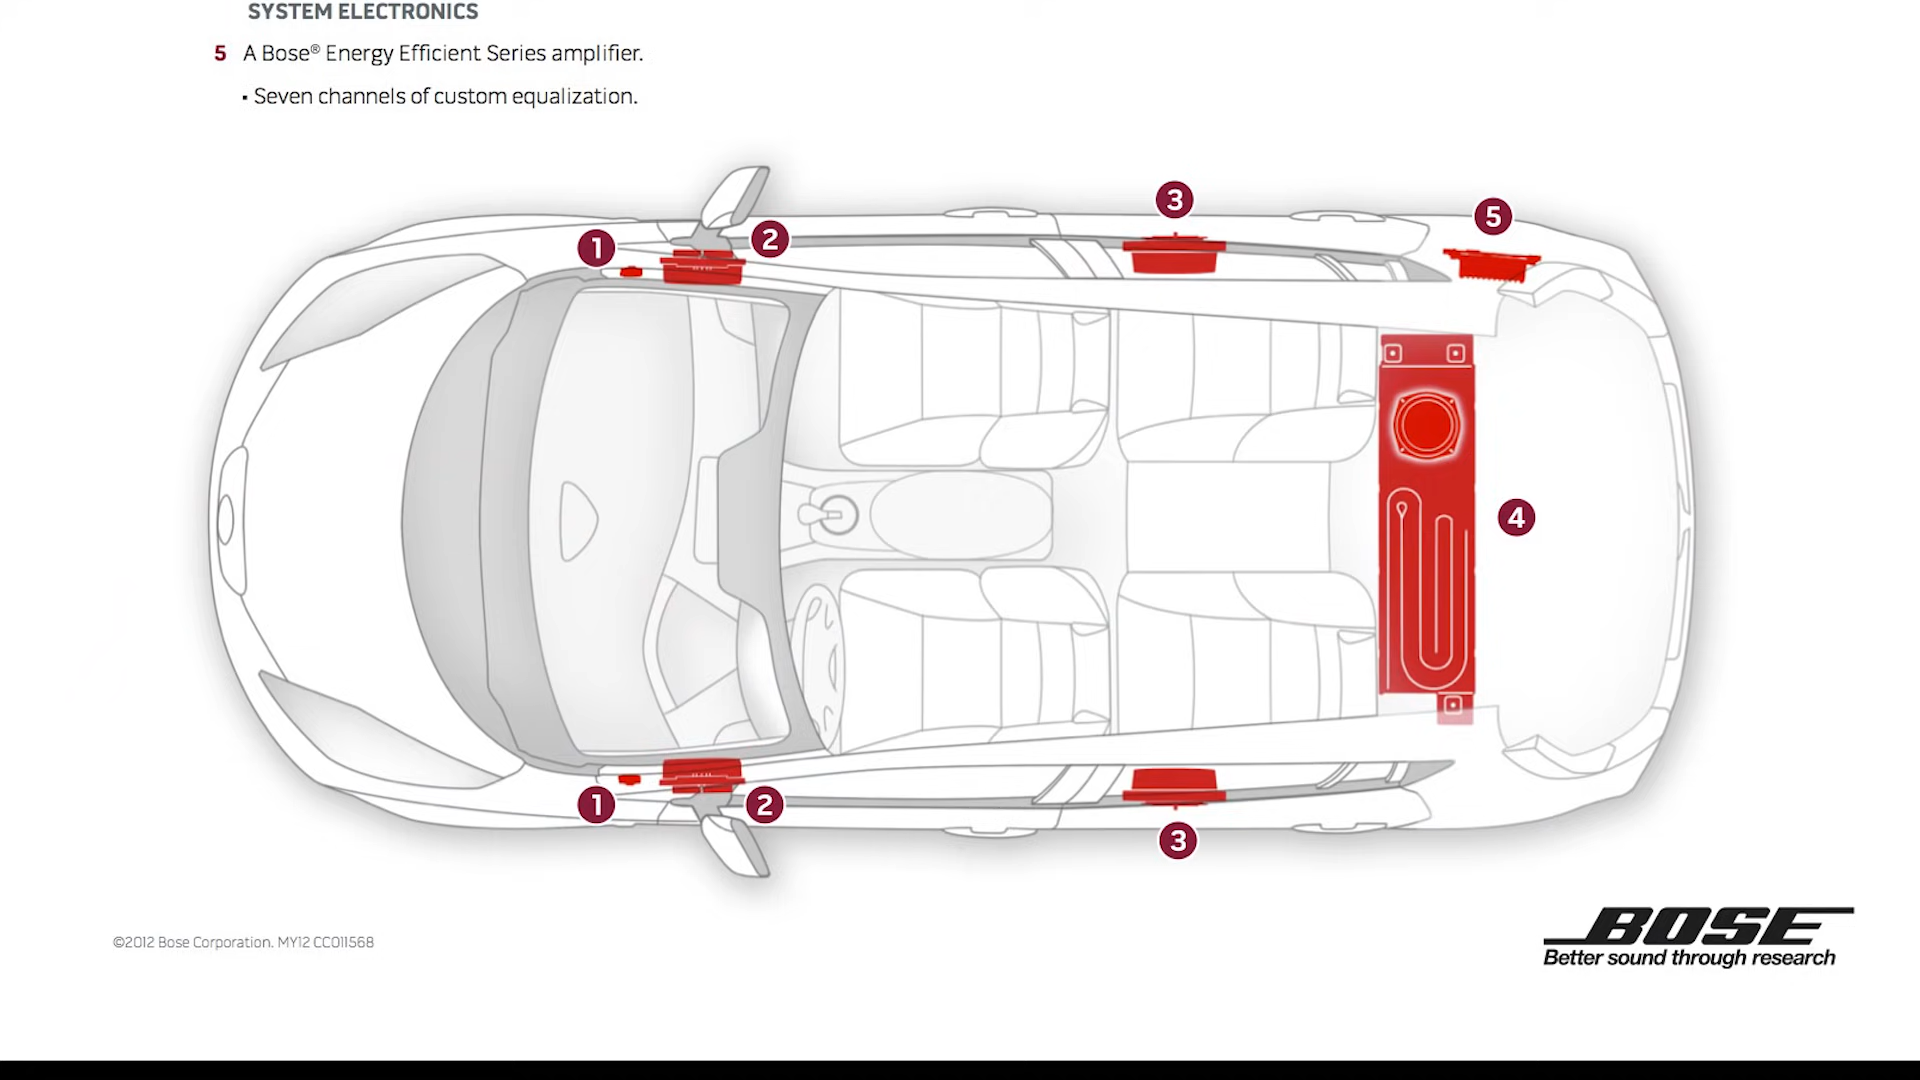 SYSTEM ELECTRONICS
5 A Bose® Energy Efficient Series amplifier.
▪ Seven channels of custom equalization.
3
5
2
1
4
1
2
3
BOSE
Better sound through research
©2012 Bose Corporation. MY12 CC011568